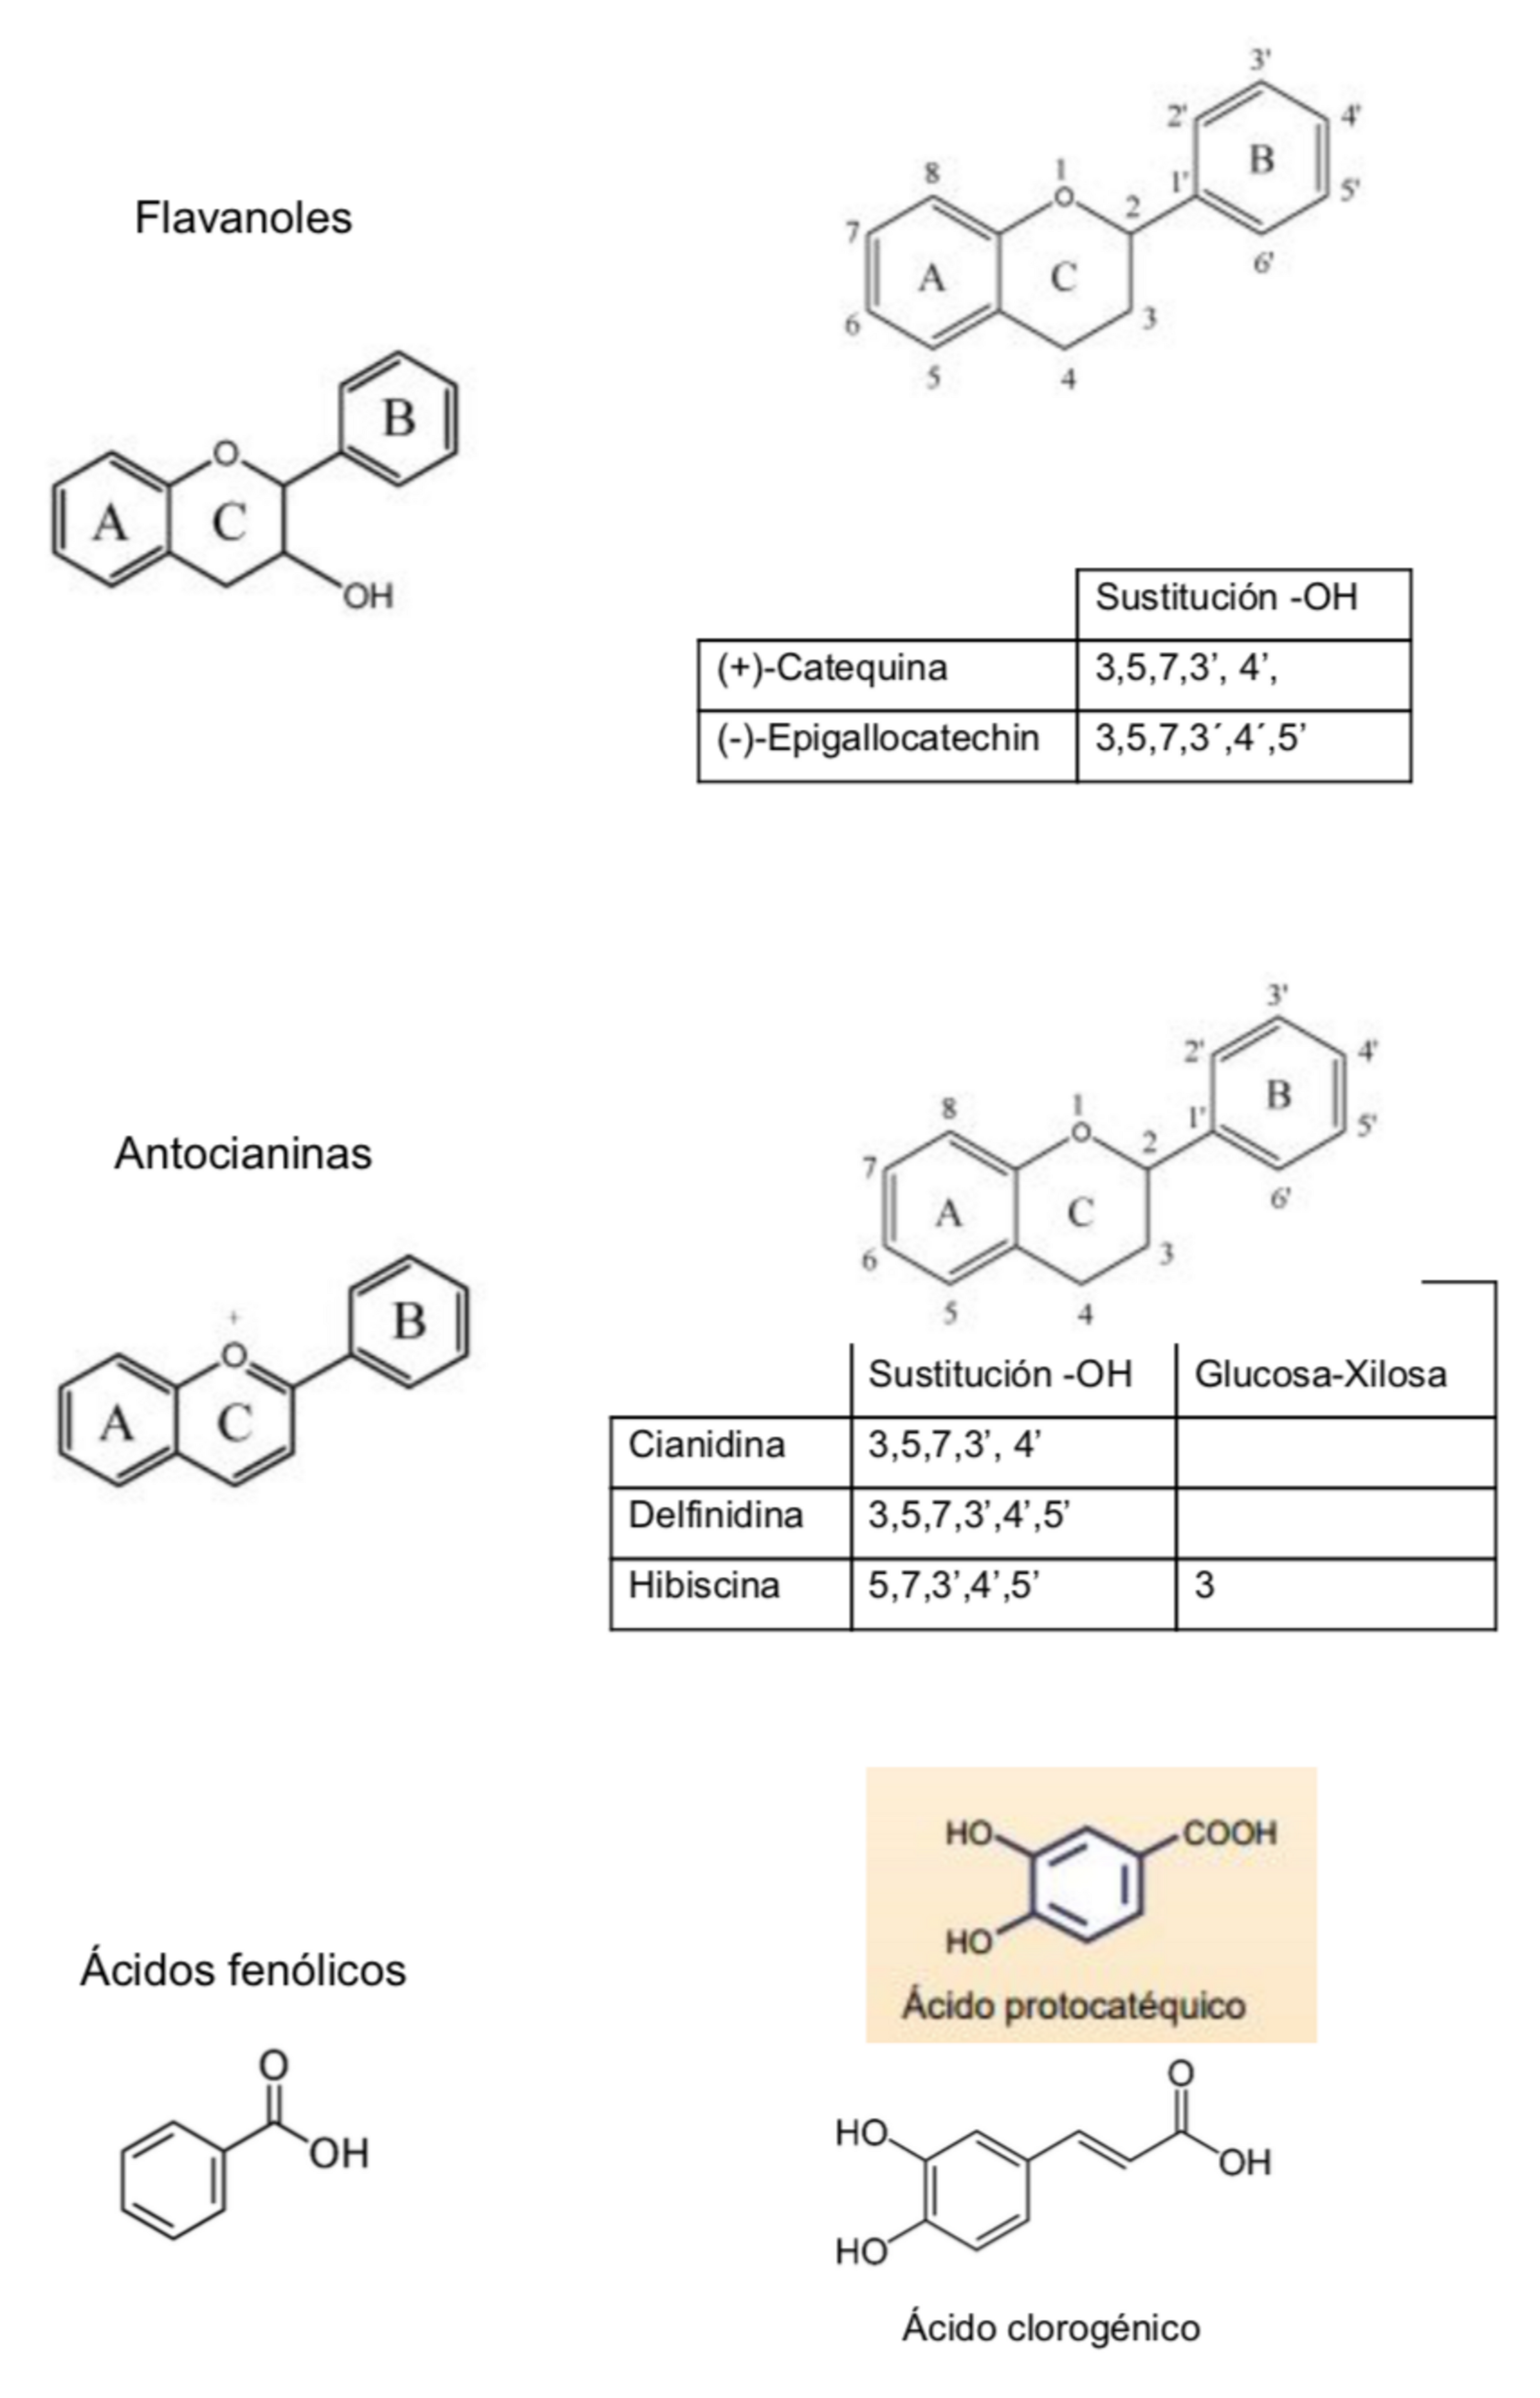 Flavanoles
A
C
B
O
OH
1
2
3
4
5
6
7
8
1'
2'
3'
4'
5'
6'
O
A
C
B
Sustitución -OH
(+)-Catequina 3,5,7,3’, 4’,
(-)-Epigallocatechin 3,5,7,3´,4´,5’
Antocianinas
+
O
A
C
B
1
2
3
4
5
6
7
8
1'
2'
3'
4'
5'
6'
O
A
C
B
Sustitución -OH Glucosa-Xilosa
Cianidina 3,5,7,3’, 4’
Delfinidina 3,5,7,3’,4’,5’
Hibiscina 5,7,3’,4’,5’ 3
Ácidos fenólicos
O
OH
HO
COOH
HO
Ácido protocatéquico
O
HO
OH
HO
Ácido clorogénico